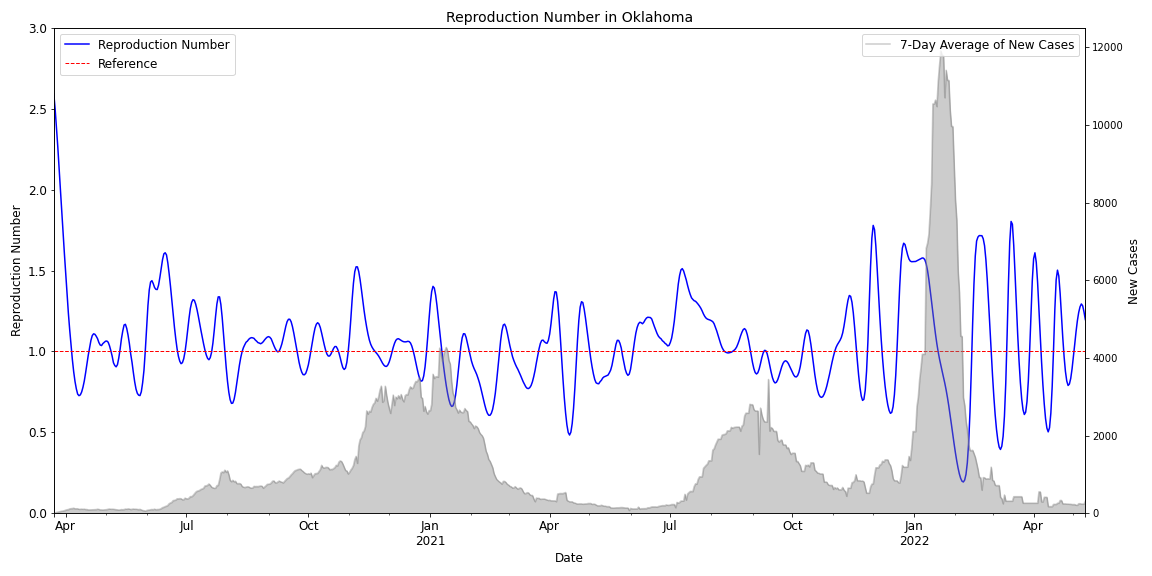 Reproduction Number in Oklahoma
Reproduction Number
Reference
7-Day Average of New Cases
3.0
2.5
2.0
1.5
1.0
0.5
0.0
Reproduction Number
12000
10000
8000
6000
4000
2000
0
New Cases
Apr
Jul
Oct
Jan
2021
Apr
Jul
Oct
Jan
2022
Apr
Date